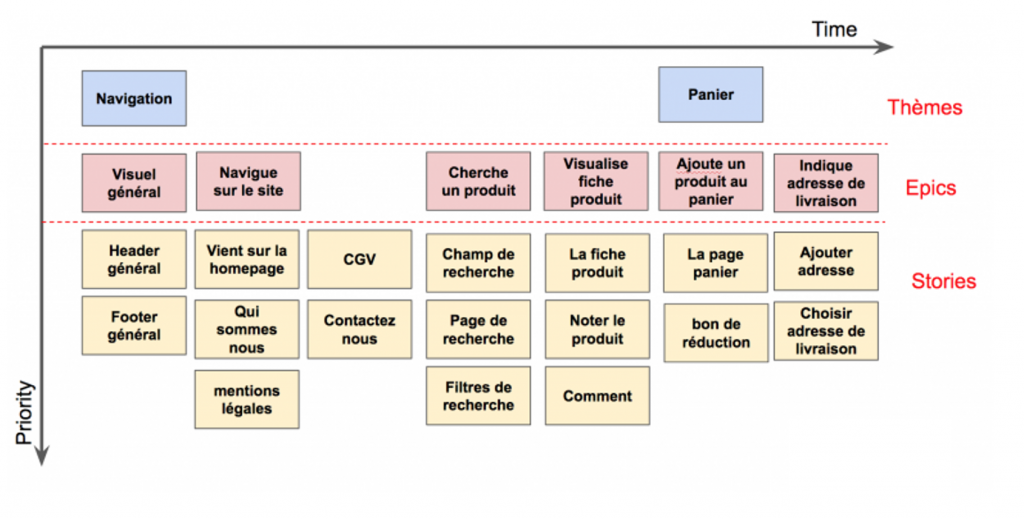 Time
Navigation
Panier
Thèmes
Visuel
général
Navigue
sur le site
Cherche
un produit
Visualise
fiche
produit
Ajoute un
produit au
panier
Indique
adresse de
livraison
Epics
Header
général
Vient sur la
homepage
CGV
Champ de
recherche
La fiche
produit
La page
panier
Ajouter
adresse
Stories
Footer
général
Qui
sommes
nous
Contactez
nous
Page de
recherche
Noter le
produit
bon de
réduction
Choisir
adresse de
livraison
mentions
légales
Filtres de
recherche
Comment
Priority